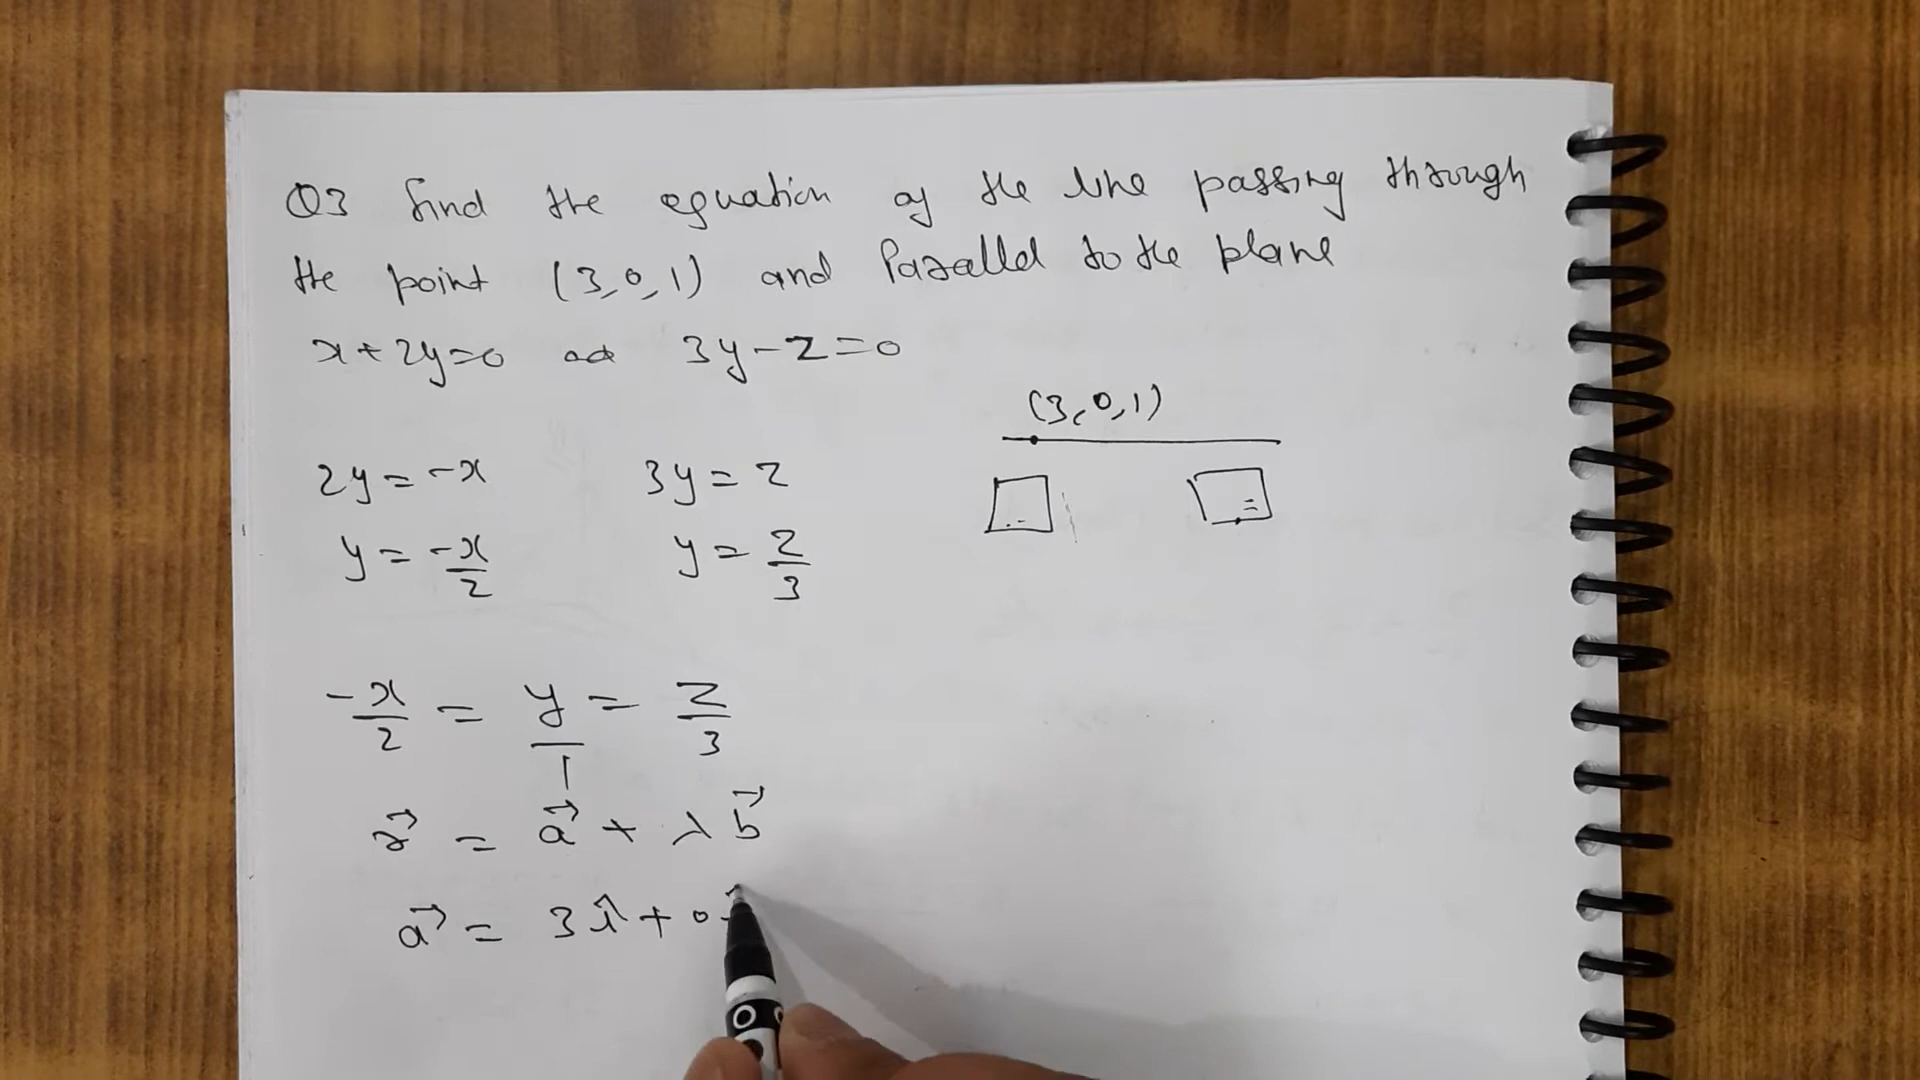 Q3 find the equation of the line passing through
the point (3,0,1) and Parallel to the plane
x+2y=0 and 3y-z=0
(3,0,1)
2y = -x 3y = z
y = -x/2 y = z/3
-x/2 = y/1 = z/3
r⃗ = a⃗ + λ b⃗
a⃗ = 3î + 0